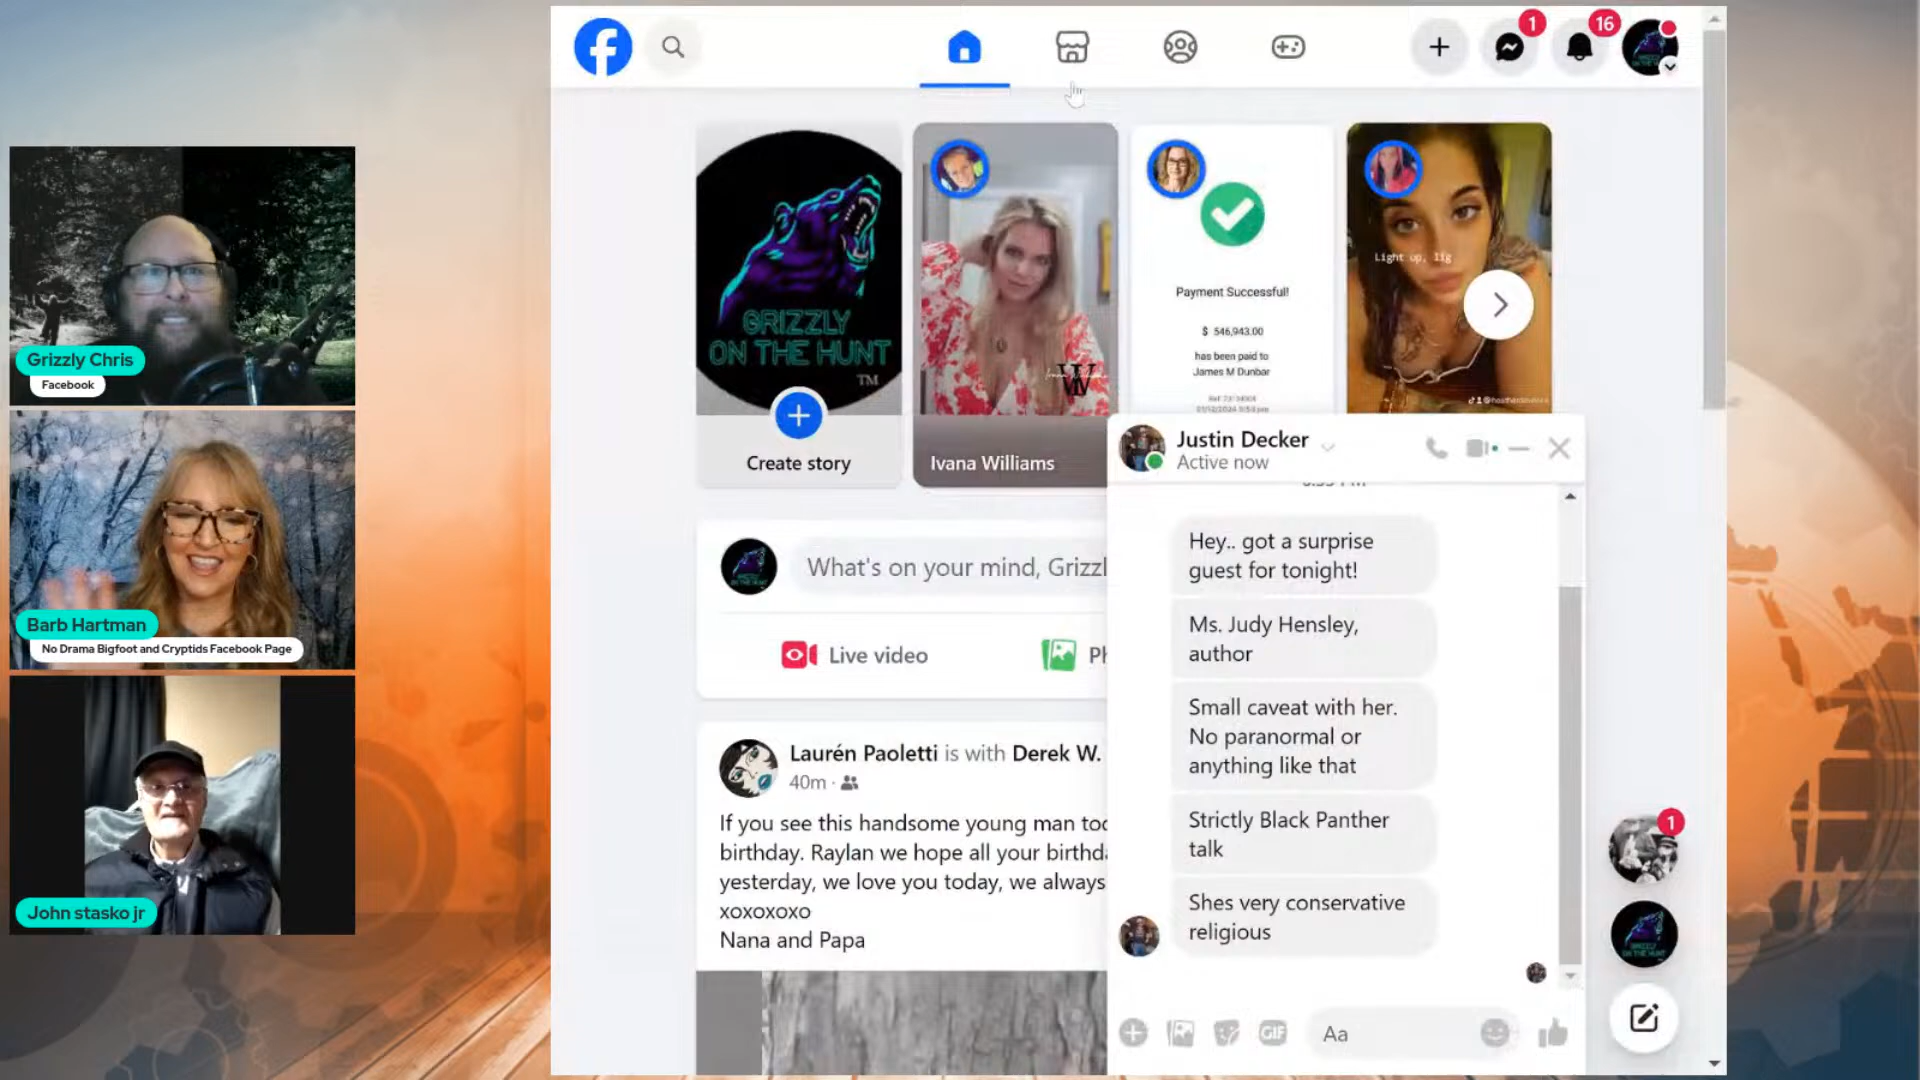 Grizzly Chris
Facebook
Barb Hartman
No Drama Bigfoot and Cryptids Facebook Page
John stasko jr
1
16
GRIZZLY
ON THE HUNT
TM
Create story
Ivana Williams
Payment Successful!
$ 546,943.00
has been paid to
James M Dunbar
Light up, lig
What's on your mind, Grizzl
Live video
Ph
Laurén Paoletti is with Derek W.
40m ·
If you see this handsome young man too
birthday. Raylan we hope all your birthda
yesterday, we love you today, we always
xoxoxoxo
Nana and Papa
Justin Decker
Active now
Hey.. got a surprise
guest for tonight!
Ms. Judy Hensley,
author
Small caveat with her.
No paranormal or
anything like that
Strictly Black Panther
talk
Shes very conservative
religious
GIF
Aa
1